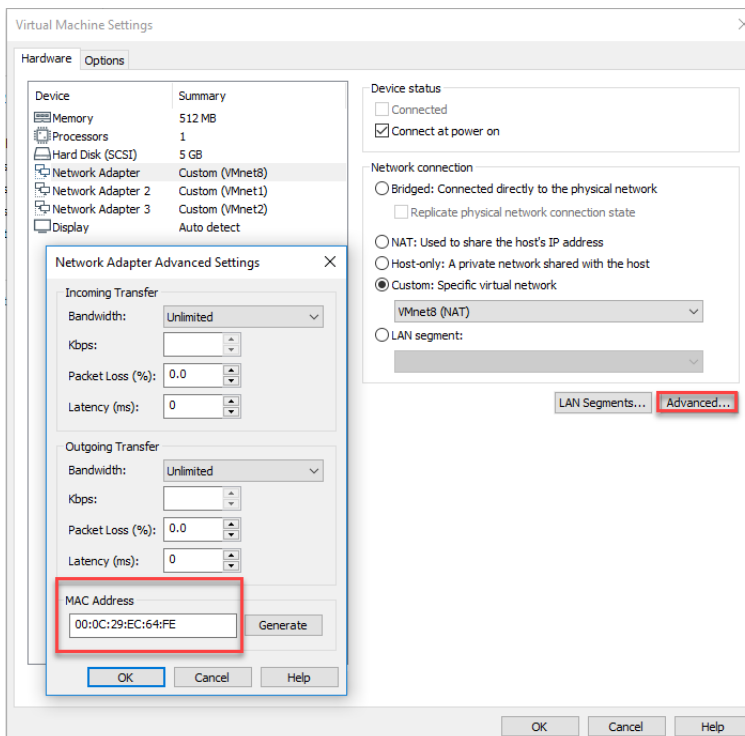 Virtual Machine Settings
Hardware Options
Device Summary
Memory 512 MB
Processors 1
Hard Disk (SCSI) 5 GB
Network Adapter Custom (VMnet8)
Network Adapter 2 Custom (VMnet1)
Network Adapter 3 Custom (VMnet2)
Display Auto detect
Device status
Connected
Connect at power on
Network connection
Bridged: Connected directly to the physical network
Replicate physical network connection state
NAT: Used to share the host's IP address
Host-only: A private network shared with the host
Custom: Specific virtual network
VMnet8 (NAT)
LAN segment:
LAN Segments... Advanced...
Network Adapter Advanced Settings
Incoming Transfer
Bandwidth: Unlimited
Kbps:
Packet Loss (%): 0.0
Latency (ms): 0
Outgoing Transfer
Bandwidth: Unlimited
Kbps:
Packet Loss (%): 0.0
Latency (ms): 0
MAC Address
00:0C:29:EC:64:FE Generate
OK Cancel Help
OK Cancel Help